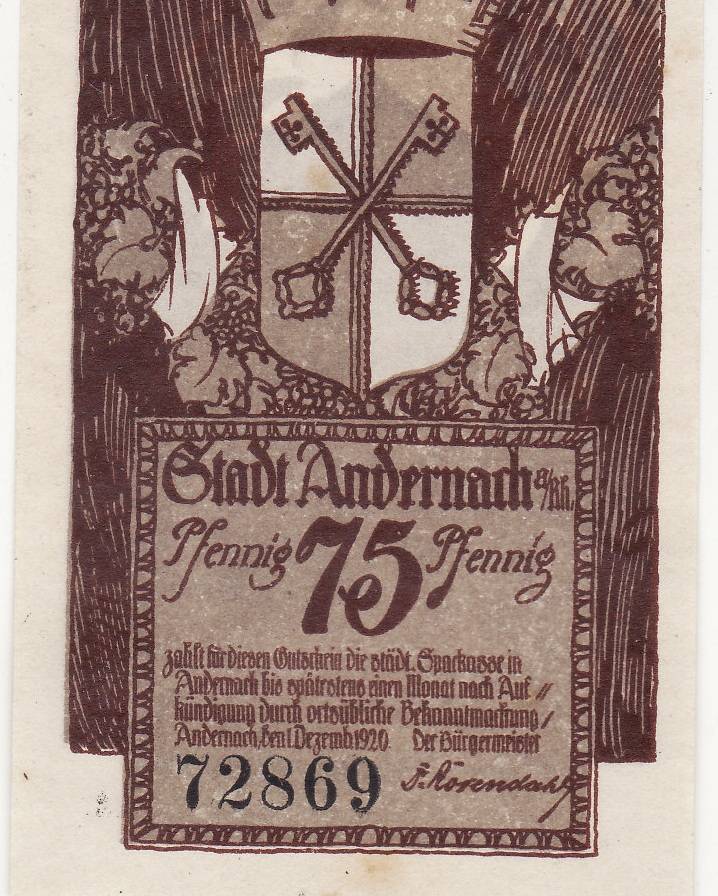 Stadt Andernach a/Rh.
Pfennig 75 Pfennig
zahlt für diesen Gutschein die städt. Sparkasse in
Andernach bis spätestens einen Monat nach Auf //
kündigung durch ortsübliche Bekanntmachung /
Andernach, den 1. Dezemb. 1920. Der Bürgermeister
72869